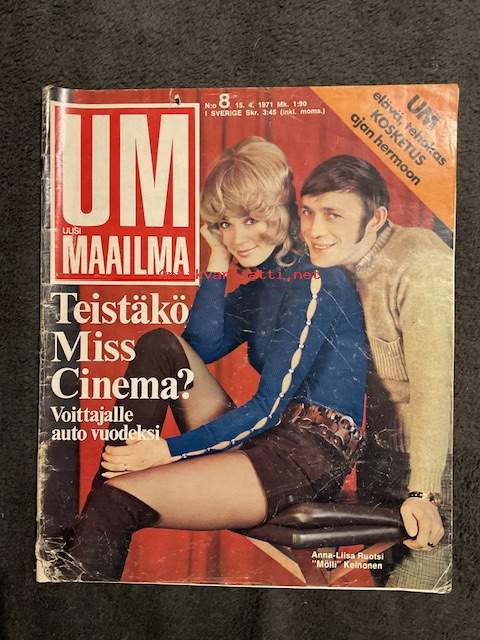 N:o 8 15. 4. 1971 Mk. 1:90
I SVERIGE Skr. 3:45 (inkl. moms.)
UM
elävä, tehokas
KOSKETUS
ajan hermoon
UM
UUSI
MAAILMA
Teistäkö
Miss
Cinema?
Voittajalle
auto vuodeksi
Anna-Liisa Ruotsi
"Mölli" Keinonen